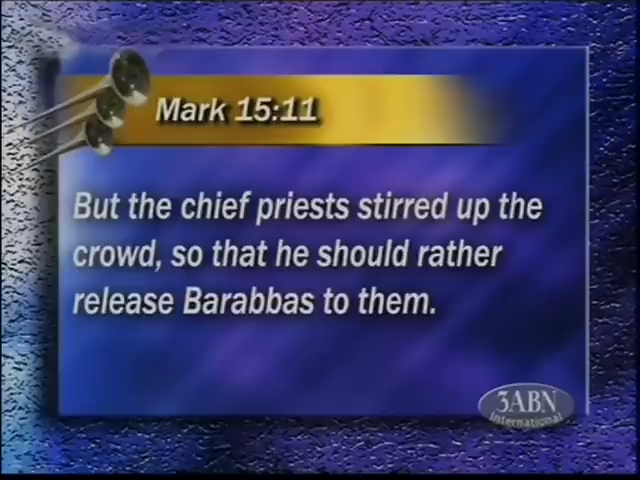 Mark 15:11
But the chief priests stirred up the
crowd, so that he should rather
release Barabbas to them.
3ABN
International